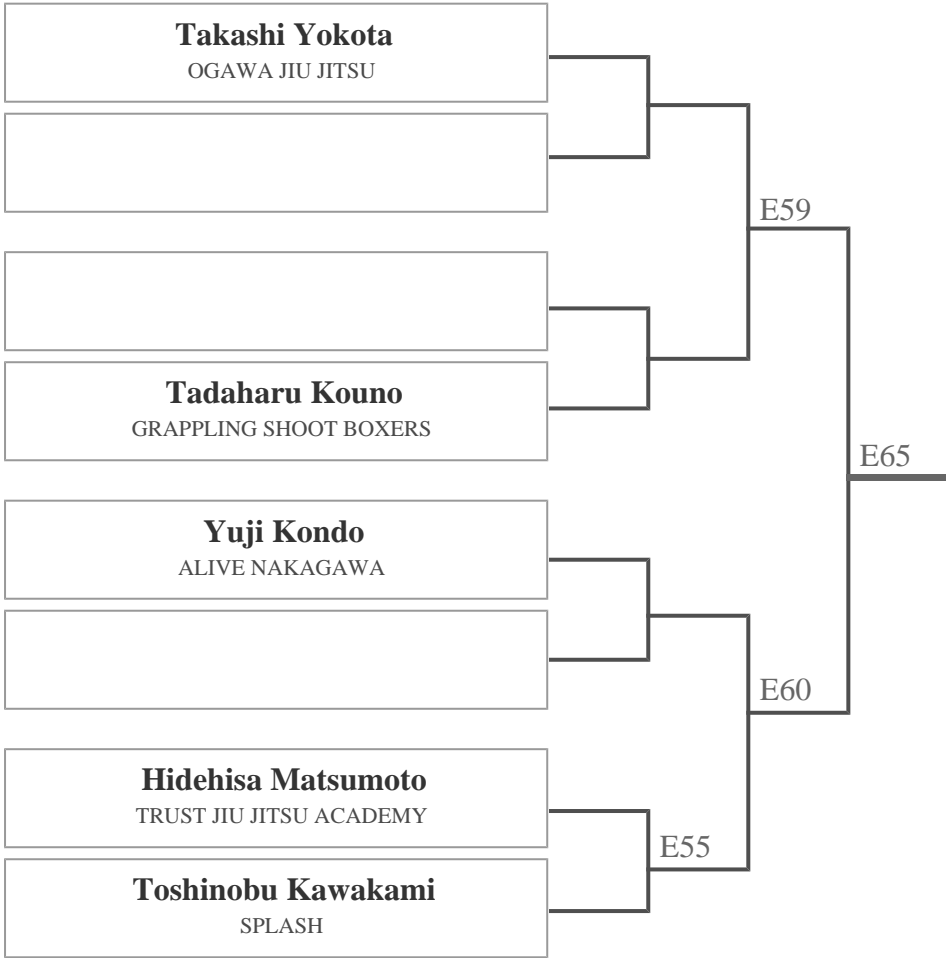 Takashi Yokota
OGAWA JIU JITSU
E59
Tadaharu Kouno
GRAPPLING SHOOT BOXERS
E65
Yuji Kondo
ALIVE NAKAGAWA
E60
Hidehisa Matsumoto
TRUST JIU JITSU ACADEMY
E55
Toshinobu Kawakami
SPLASH